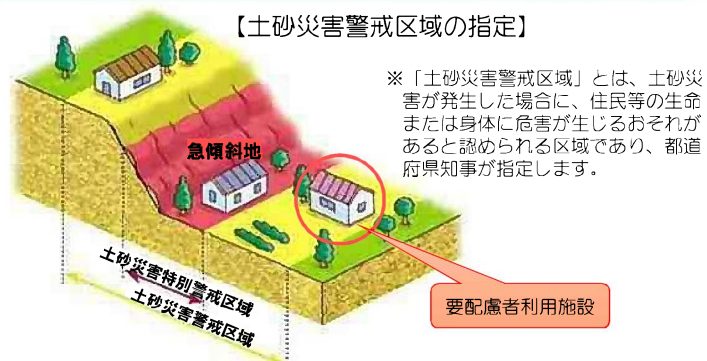 【土砂災害警戒区域の指定】
※「土砂災害警戒区域」とは、土砂災
害が発生した場合に、住民等の生命
または身体に危害が生じるおそれが
あると認められる区域であり、都道
府県知事が指定します。
急傾斜地
土砂災害特別警戒区域
土砂災害警戒区域
要配慮者利用施設